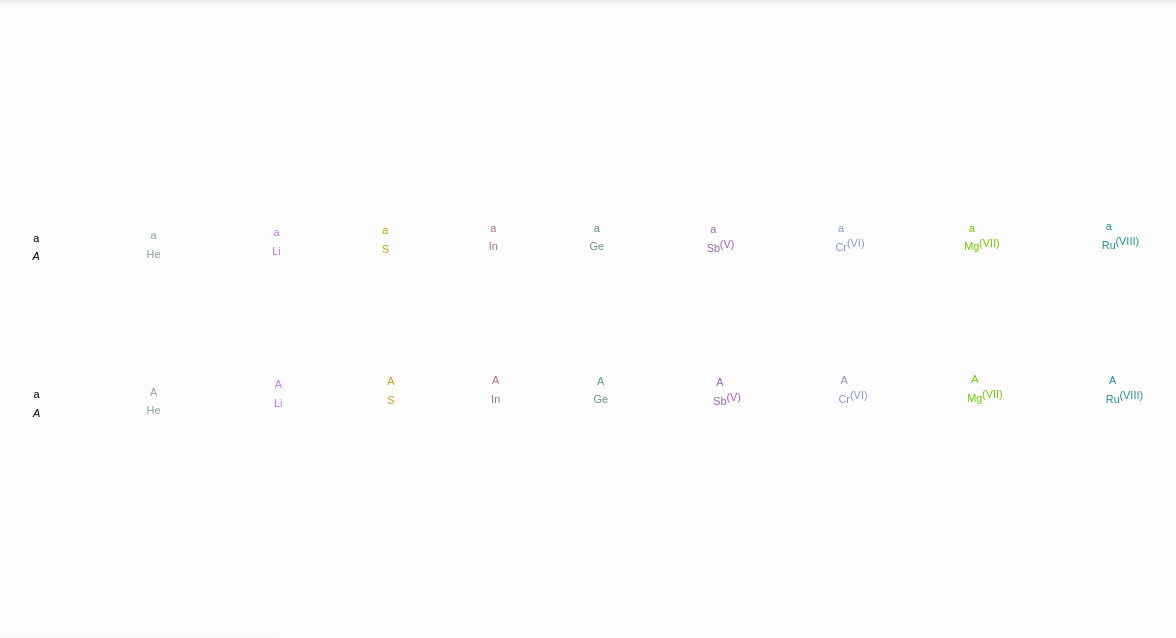 a a a a a a a a a a
A He Li S In Ge Sb(V) Cr(VI) Mg(VII) Ru(VIII)
a A A A A A A A A A
A He Li S In Ge Sb(V) Cr(VI) Mg(VII) Ru(VIII)